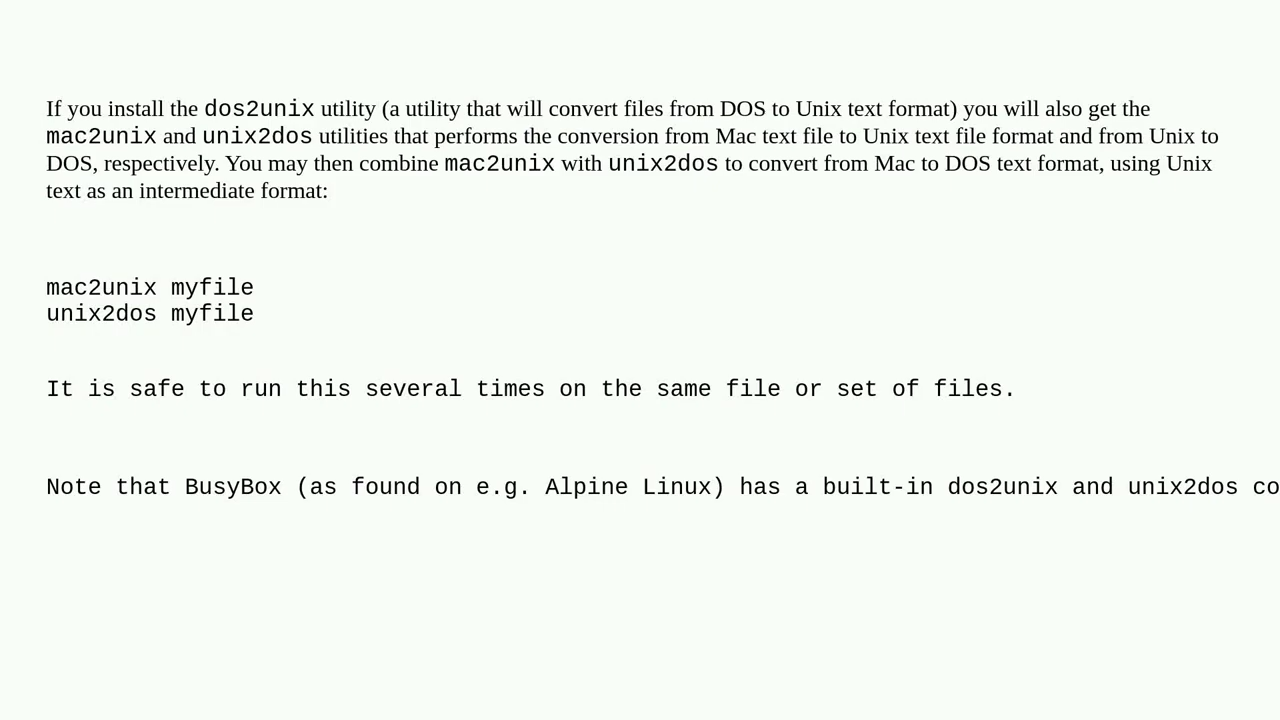 If you install the dos2unix utility (a utility that will convert files from DOS to Unix text format) you will also get the
mac2unix and unix2dos utilities that performs the conversion from Mac text file to Unix text file format and from Unix to
DOS, respectively. You may then combine mac2unix with unix2dos to convert from Mac to DOS text format, using Unix
text as an intermediate format:
mac2unix myfile
unix2dos myfile
It is safe to run this several times on the same file or set of files.
Note that BusyBox (as found on e.g. Alpine Linux) has a built-in dos2unix and unix2dos